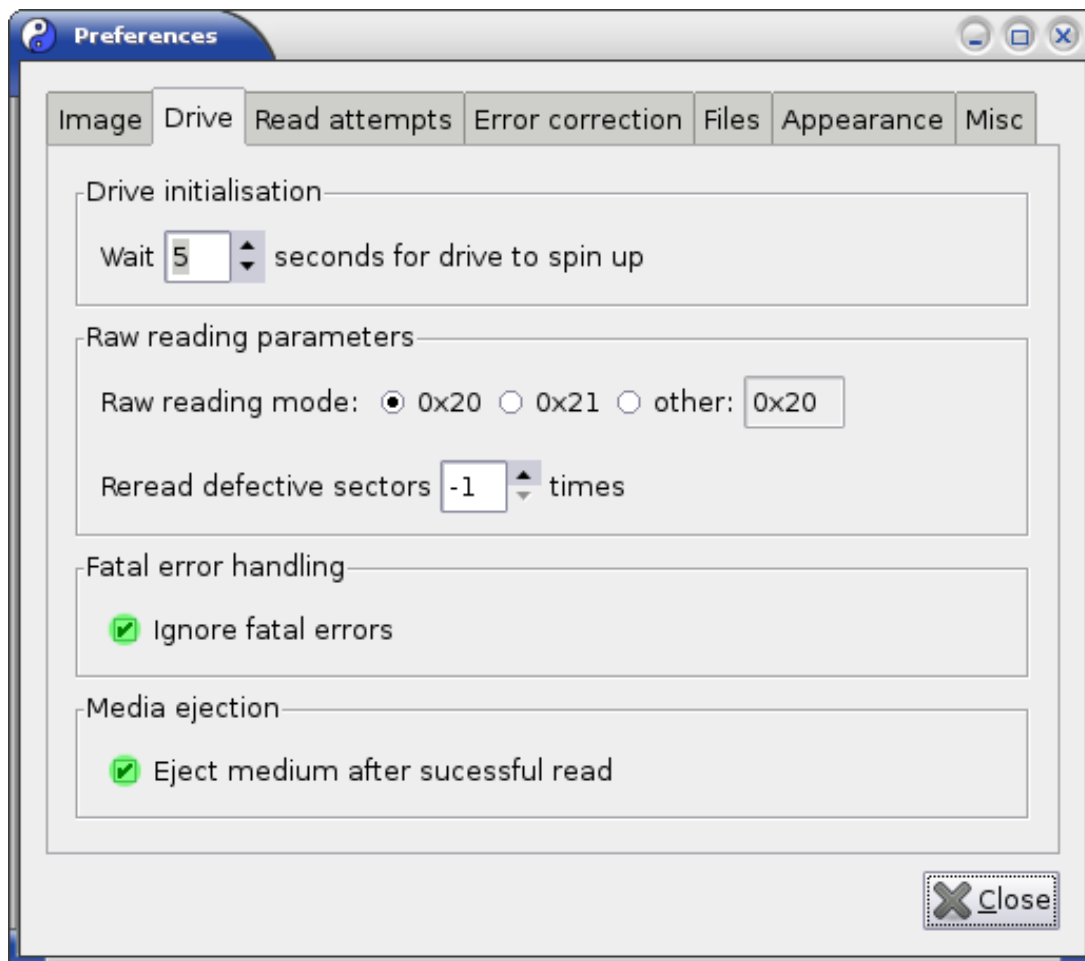 Preferences
Image Drive Read attempts Error correction Files Appearance Misc
Drive initialisation
Wait 5 seconds for drive to spin up
Raw reading parameters
Raw reading mode: 0x20 0x21 other: 0x20
Reread defective sectors -1 times
Fatal error handling
Ignore fatal errors
Media ejection
Eject medium after sucessful read
Close